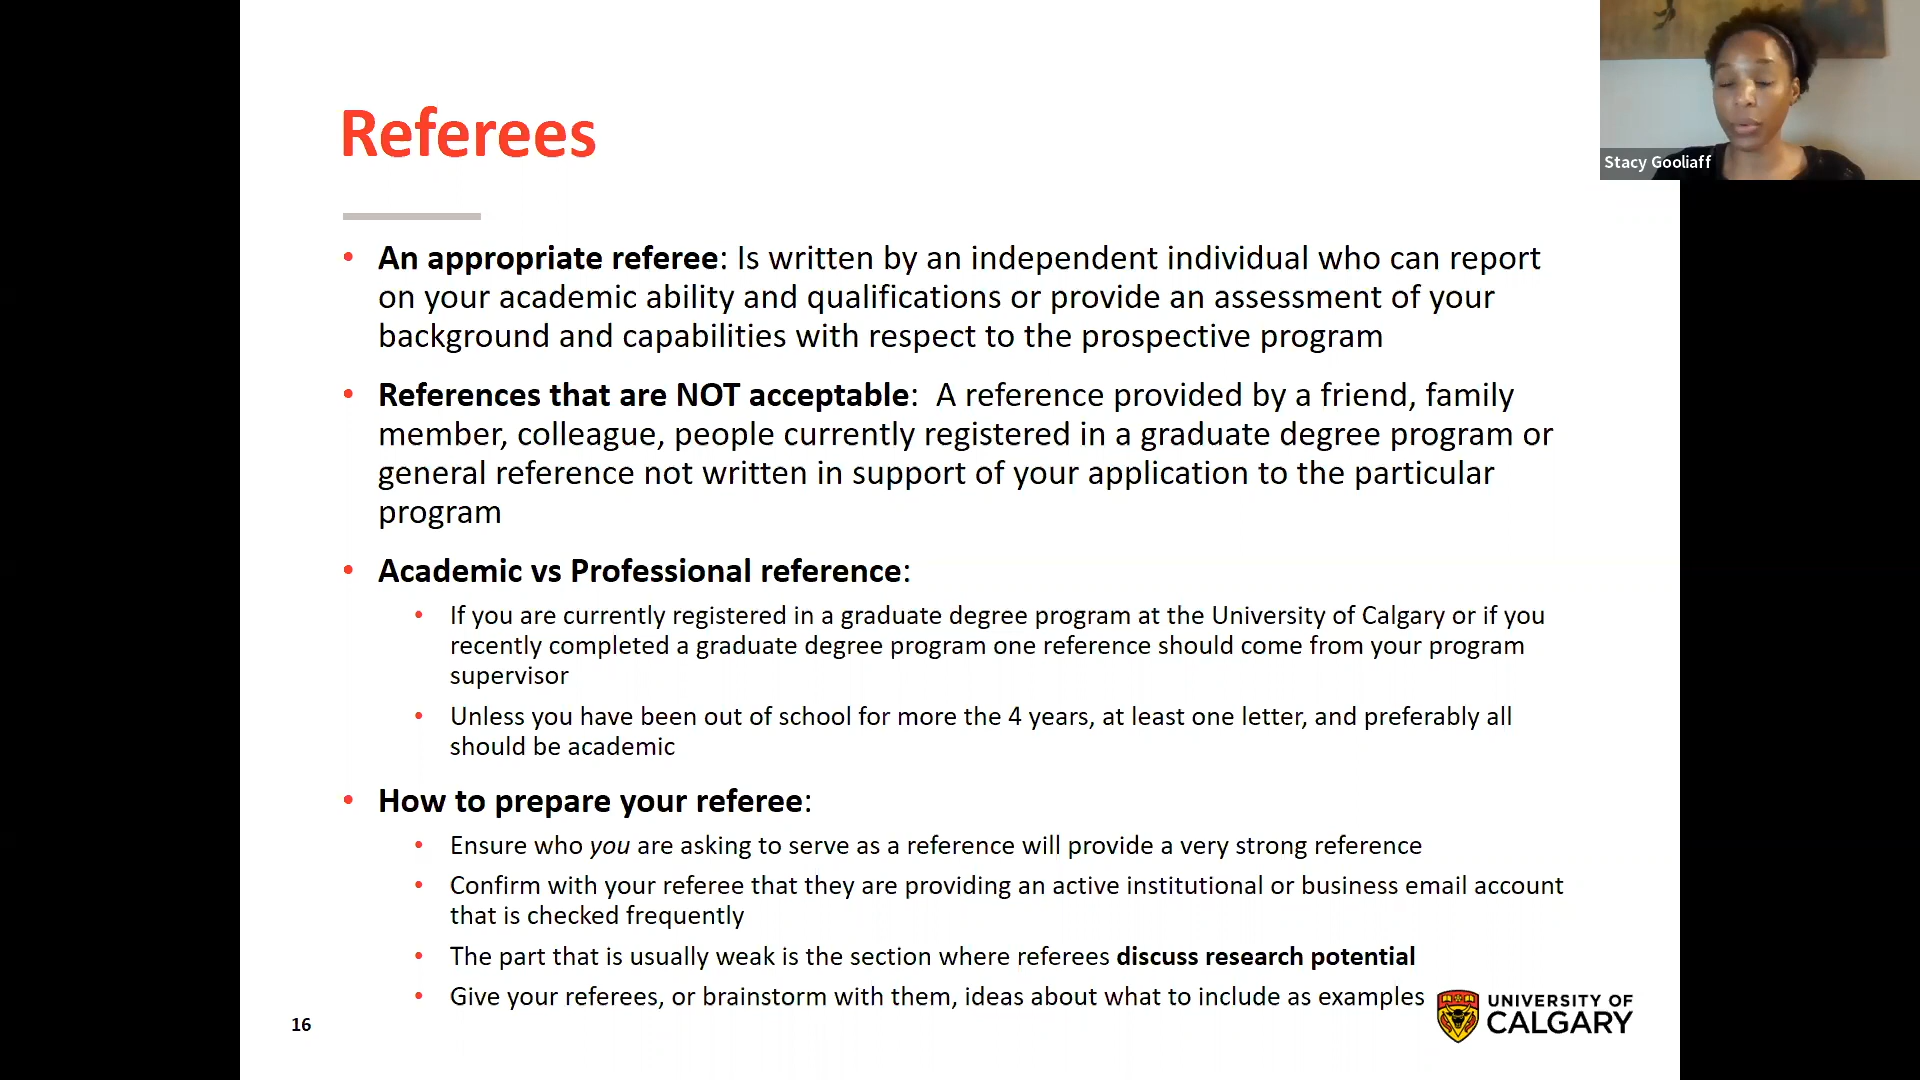 Referees
Stacy Gooliaff
• An appropriate referee: Is written by an independent individual who can report
on your academic ability and qualifications or provide an assessment of your
background and capabilities with respect to the prospective program
• References that are NOT acceptable:  A reference provided by a friend, family
member, colleague, people currently registered in a graduate degree program or
general reference not written in support of your application to the particular
program
• Academic vs Professional reference:
• If you are currently registered in a graduate degree program at the University of Calgary or if you
recently completed a graduate degree program one reference should come from your program
supervisor
• Unless you have been out of school for more the 4 years, at least one letter, and preferably all
should be academic
• How to prepare your referee:
• Ensure who you are asking to serve as a reference will provide a very strong reference
• Confirm with your referee that they are providing an active institutional or business email account
that is checked frequently
• The part that is usually weak is the section where referees discuss research potential
• Give your referees, or brainstorm with them, ideas about what to include as examples
16
UNIVERSITY OF
CALGARY